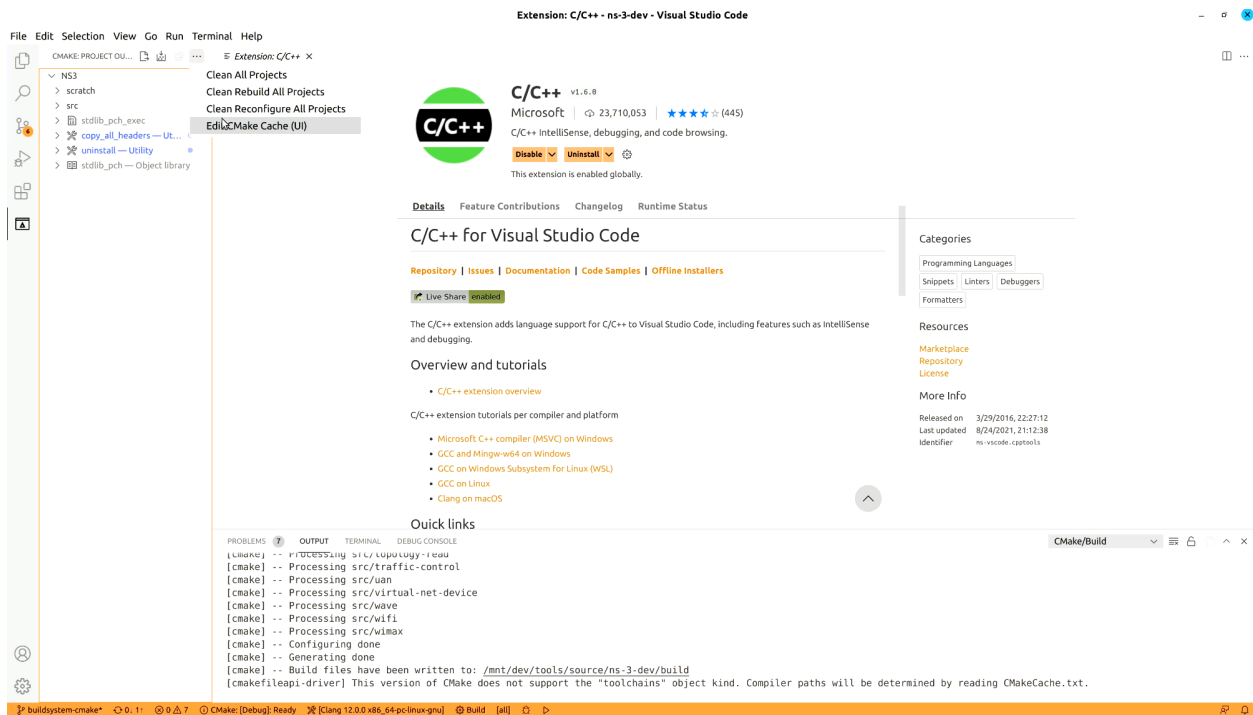 Extension: C/C++ - ns-3-dev - Visual Studio Code
File Edit Selection View Go Run Terminal Help
CMAKE: PROJECT OU...
Extension: C/C++
NS3
scratch
src
stdlib_pch_exec
copy_all_headers — Ut...
uninstall — Utility
stdlib_pch — Object library
Clean All Projects
Clean Rebuild All Projects
Clean Reconfigure All Projects
Edit CMake Cache (UI)
C/C++
C/C++ v1.6.0
Microsoft | 23,710,053 | ★★★★☆ (445)
C/C++ IntelliSense, debugging, and code browsing.
Disable Uninstall
This extension is enabled globally.
Details Feature Contributions Changelog Runtime Status
C/C++ for Visual Studio Code
Repository | Issues | Documentation | Code Samples | Offline Installers
Live Share enabled
The C/C++ extension adds language support for C/C++ to Visual Studio Code, including features such as IntelliSense
and debugging.
Overview and tutorials
• C/C++ extension overview
C/C++ extension tutorials per compiler and platform
• Microsoft C++ compiler (MSVC) on Windows
• GCC and Mingw-w64 on Windows
• GCC on Windows Subsystem for Linux (WSL)
• GCC on Linux
• Clang on macOS
Quick links
Categories
Programming Languages
Snippets Linters Debuggers
Formatters
Resources
Marketplace
Repository
License
More Info
Released on 3/29/2016, 22:27:12
Last updated 8/24/2021, 21:12:38
Identifier ms-vscode.cpptools
PROBLEMS 7 OUTPUT TERMINAL DEBUG CONSOLE
CMake/Build
[cmake] -- Processing src/topology-read
[cmake] -- Processing src/traffic-control
[cmake] -- Processing src/uan
[cmake] -- Processing src/virtual-net-device
[cmake] -- Processing src/wave
[cmake] -- Processing src/wifi
[cmake] -- Processing src/wimax
[cmake] -- Configuring done
[cmake] -- Generating done
[cmake] -- Build files have been written to: /mnt/dev/tools/source/ns-3-dev/build
[cmakefileapi-driver] This version of CMake does not support the "toolchains" object kind. Compiler paths will be determined by reading CMakeCache.txt.
buildsystem-cmake* 0↓ 1↑ 0 7 CMake: [Debug]: Ready [Clang 12.0.0 x86_64-pc-linux-gnu] Build [all]